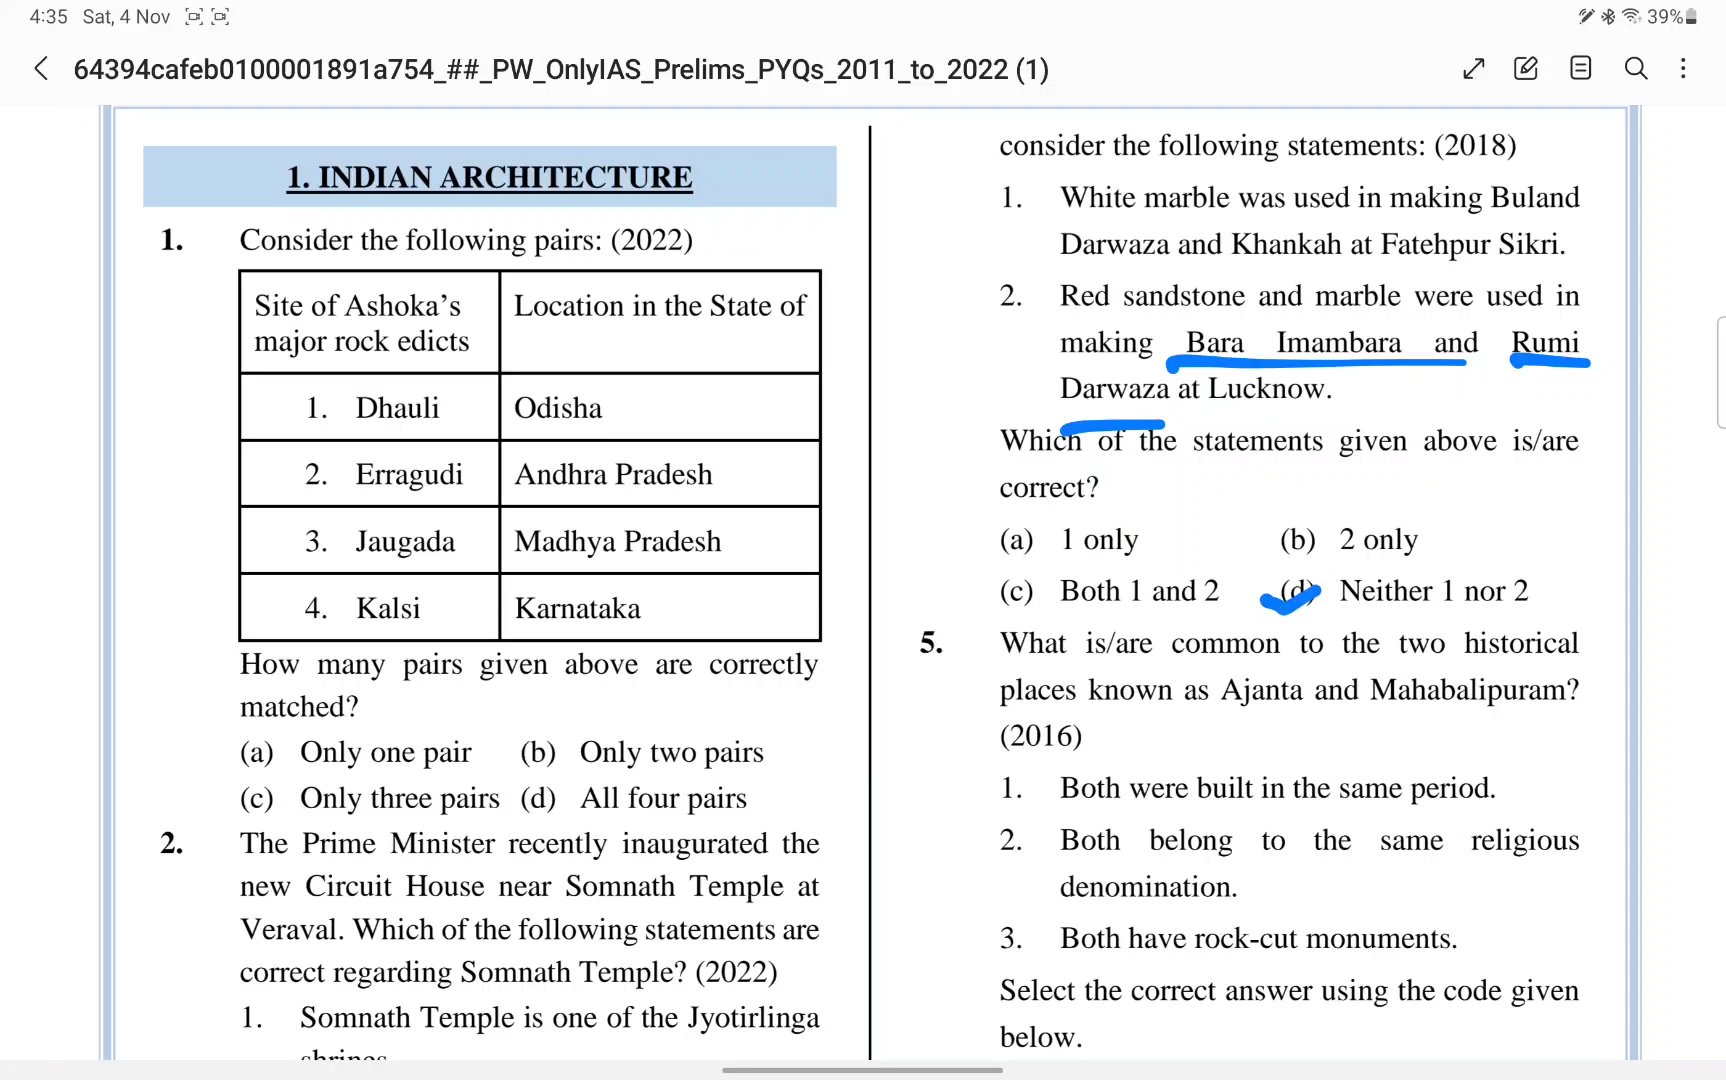 4:35 Sat, 4 Nov
39%
64394cafeb0100001891a754_##_PW_OnlyIAS_Prelims_PYQs_2011_to_2022 (1)
1. INDIAN ARCHITECTURE
1. Consider the following pairs: (2022)
Site of Ashoka’s Location in the State of
major rock edicts
1. Dhauli Odisha
2. Erragudi Andhra Pradesh
3. Jaugada Madhya Pradesh
4. Kalsi Karnataka
How many pairs given above are correctly
matched?
(a) Only one pair (b) Only two pairs
(c) Only three pairs (d) All four pairs
2. The Prime Minister recently inaugurated the
new Circuit House near Somnath Temple at
Veraval. Which of the following statements are
correct regarding Somnath Temple? (2022)
1. Somnath Temple is one of the Jyotirlinga
shrines.
consider the following statements: (2018)
1. White marble was used in making Buland
Darwaza and Khankah at Fatehpur Sikri.
2. Red sandstone and marble were used in
making Bara Imambara and Rumi
Darwaza at Lucknow.
Which of the statements given above is/are
correct?
(a) 1 only (b) 2 only
(c) Both 1 and 2 (d) Neither 1 nor 2
5. What is/are common to the two historical
places known as Ajanta and Mahabalipuram?
(2016)
1. Both were built in the same period.
2. Both belong to the same religious
denomination.
3. Both have rock-cut monuments.
Select the correct answer using the code given
below.